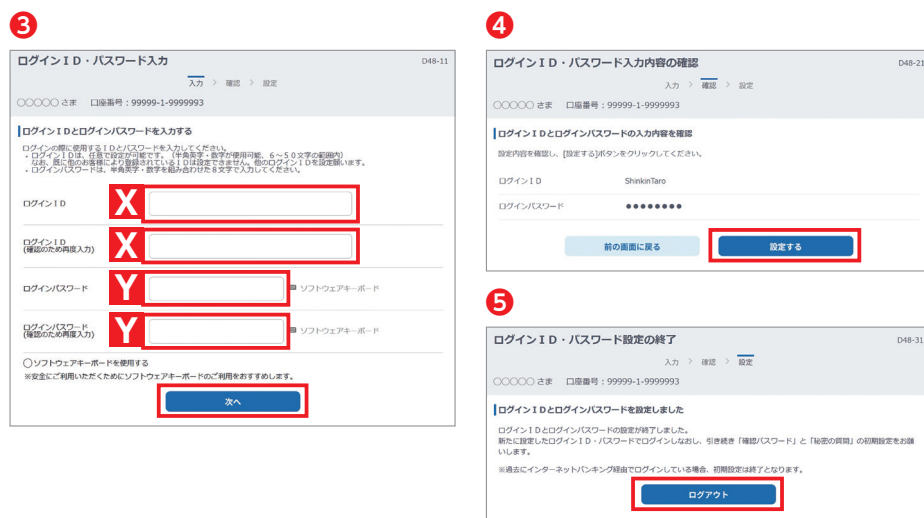 ❸
ログインＩＤ・パスワード入力
D48-11
入力 > 確認 > 設定
○○○○○ さま 口座番号：99999-1-9999993
ログインＩＤとログインパスワードを入力する
ログインの際に使用するＩＤとパスワードを入力してください。
・ログインＩＤは、任意で設定が可能です。（半角英字・数字が使用可能、６～５０文字の範囲内）
なお、既に他のお客様により登録されているＩＤは設定できません。他のログインＩＤを設定願います。
・ログインパスワードは、半角英字・数字を組み合わせた８文字で入力してください。
ログインＩＤ
X
ログインＩＤ
(確認のため再度入力)
X
ログインパスワード
Y
ソフトウェアキーボード
ログインパスワード
(確認のため再度入力)
Y
ソフトウェアキーボード
○ソフトウェアキーボードを使用する
※安全にご利用いただくためにソフトウェアキーボードのご利用をおすすめします。
次へ
❹
ログインＩＤ・パスワード入力内容の確認
D48-21
入力 > 確認 > 設定
○○○○○ さま 口座番号：99999-1-9999993
ログインＩＤとログインパスワードの入力内容を確認
設定内容を確認し、[設定する]ボタンをクリックしてください。
ログインＩＤ ShinkinTaro
ログインパスワード ●●●●●●●●
前の画面に戻る
設定する
❺
ログインＩＤ・パスワード設定の終了
D48-31
入力 > 確認 > 設定
○○○○○ さま 口座番号：99999-1-9999993
ログインＩＤとログインパスワードを設定しました
ログインＩＤとログインパスワードの設定が終了しました。
新たに設定したログインＩＤ・パスワードでログインしなおし、引き続き「確認パスワード」と「秘密の質問」の初期設定をお願
いします。
※過去にインターネットバンキング経由でログインしている場合、初期設定は終了となります。
ログアウト